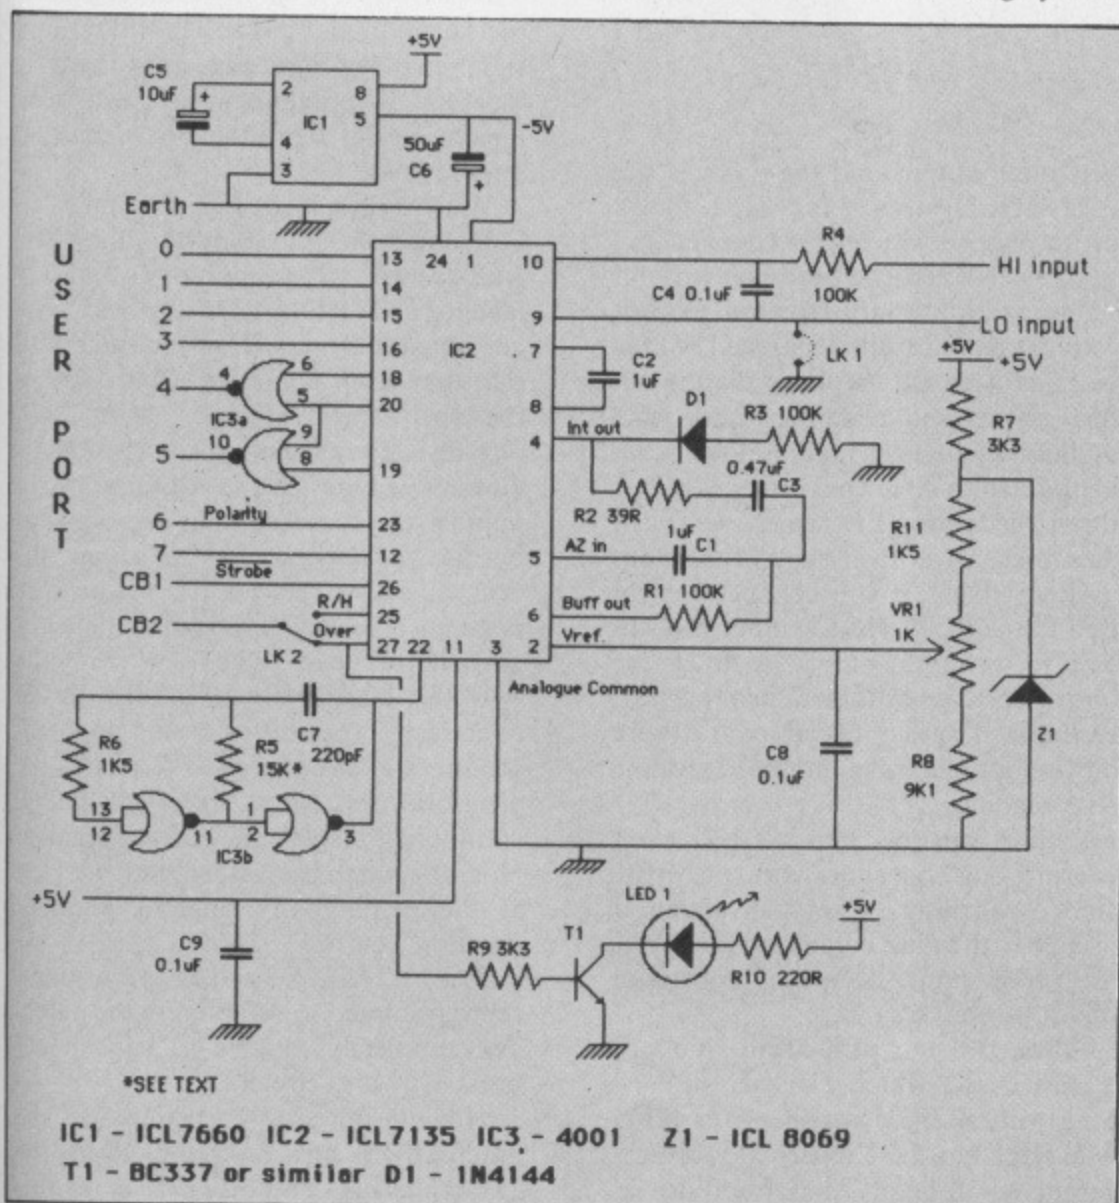 +5V
C5
10uF
+
2
8
IC1
5
4
3
-5V
50uF
C6
+
Earth
USER PORT
0
1
2
3
4
5
6
7
CB1
CB2
13
24
1
10
14
15
9
16
IC2
7
18
20
8
19
4
23
12
5
26
25
6
27
22
11
3
2
4
6
5
IC3a
10
9
8
Polarity
Strobe
R/H
Over
LK 2
R4
100K
HI input
C4 0.1uF
LO input
LK 1
+5V
+5V
C2
1uF
D1
R3 100K
Int out
0.47uF
C3
R2 39R
R7
3K3
R11
1K5
1uF
C1
AZ in
R1 100K
Buff out
Vref.
VR1
1K
Analogue Common
C7
220pF
R6
1K5
R5
15K*
13
12
11
1
2
3
IC3b
C8
0.1uF
R8
9K1
Z1
+5V
C9
0.1uF
LED 1
T1
+5V
R9 3K3
R10 220R
*SEE TEXT
IC1 - ICL7660 IC2 - ICL7135 IC3 - 4001 Z1 - ICL 8069
T1 - BC337 or similar D1 - 1N4144